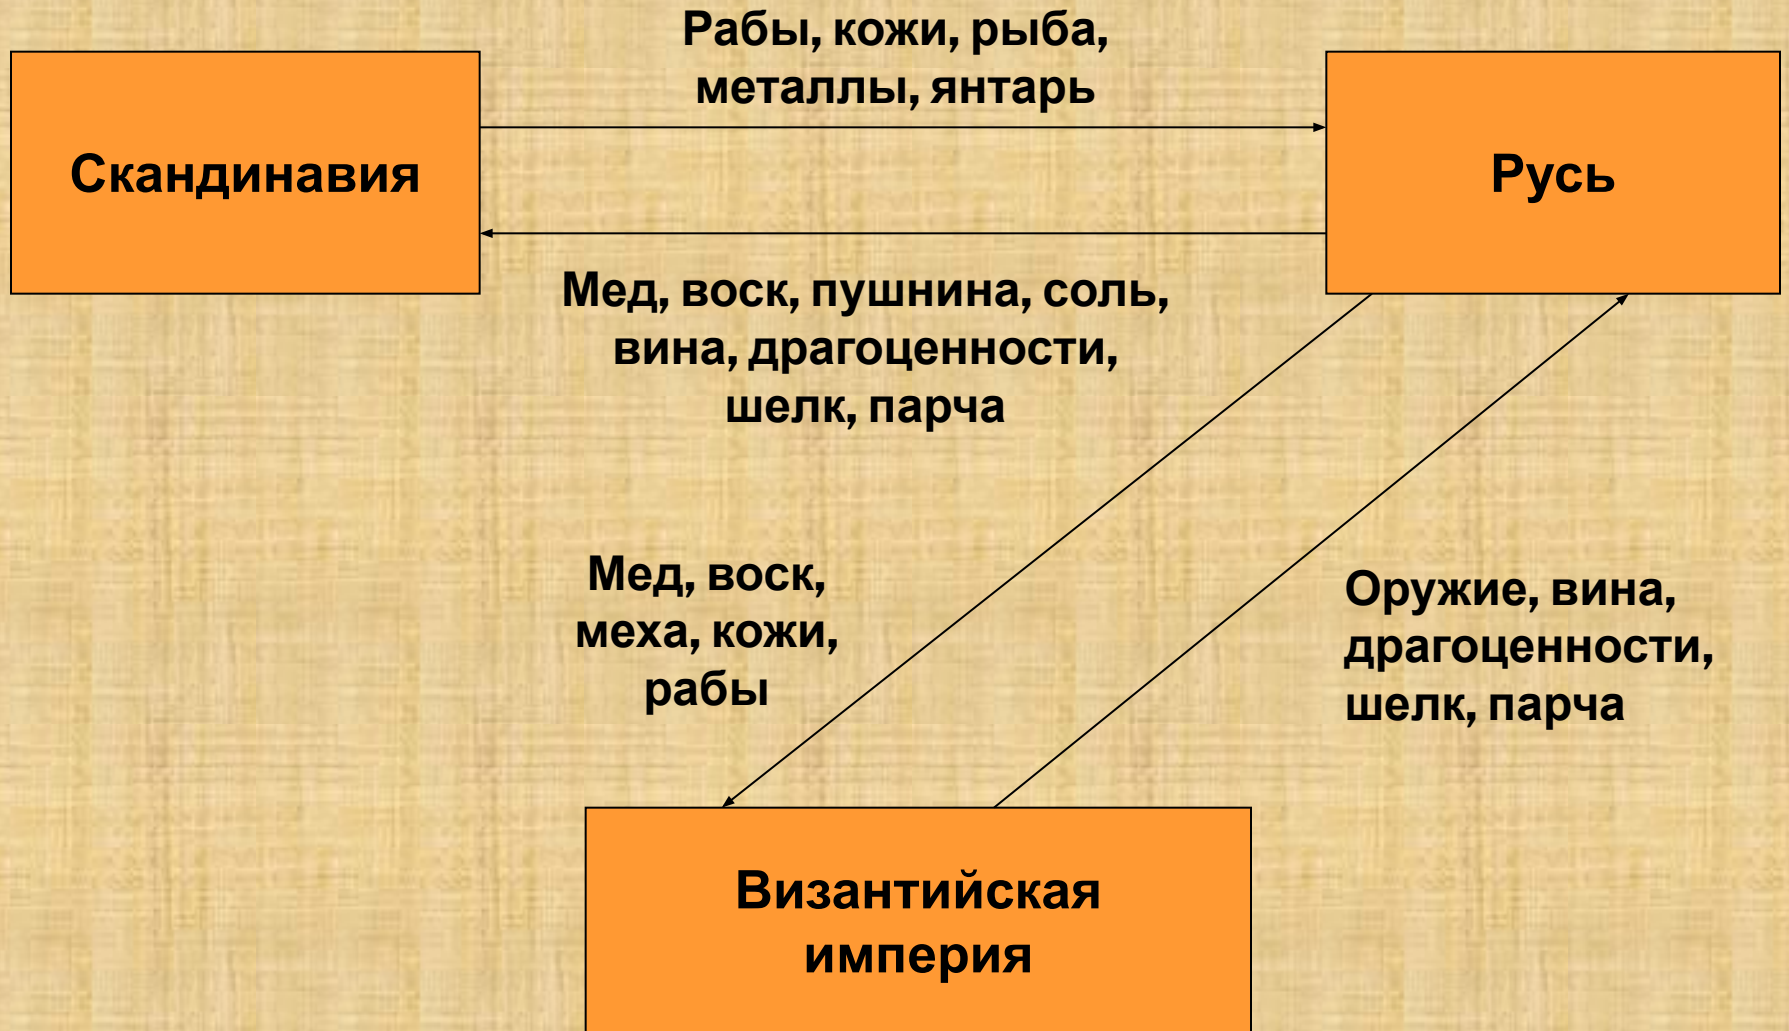 Рабы, кожи, рыба,
металлы, янтарь
Скандинавия
Русь
Мед, воск, пушнина, соль,
вина, драгоценности,
шелк, парча
Мед, воск,
меха, кожи,
рабы
Оружие, вина,
драгоценности,
шелк, парча
Византийская
империя